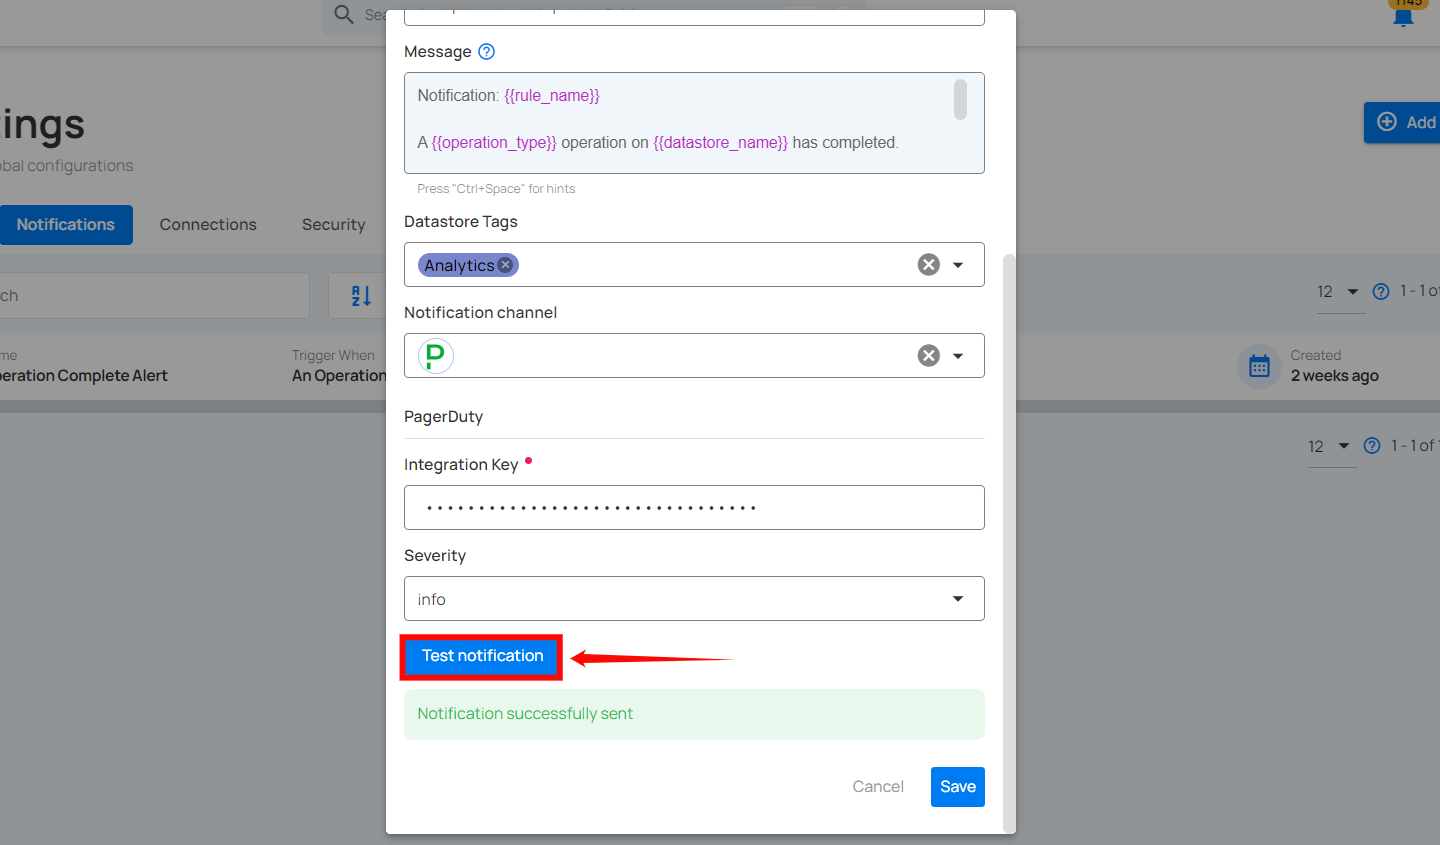 1145
Sea
Message
Notification: {{rule_name}}
A {{operation_type}} operation on {{datastore_name}} has completed.
Press "Ctrl+Space" for hints
tings
obal configurations
Add
Notifications
Connections
Security
Datastore Tags
Analytics
ch
12
1 - 1 of
Notification channel
me
eration Complete Alert
Trigger When
An Operation
Created
2 weeks ago
PagerDuty
12
1 - 1 of
Integration Key
••••••••••••••••••••••••••••••••
Severity
info
Test notification
Notification successfully sent
Cancel
Save